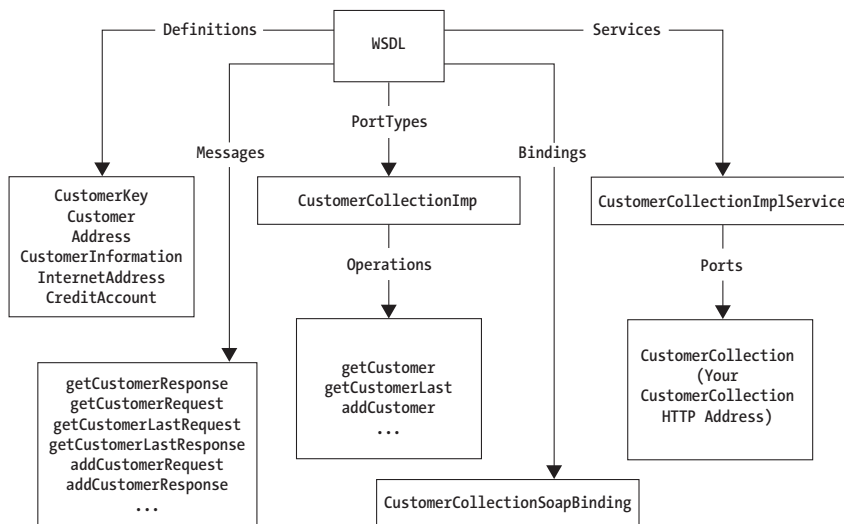 Definitions
WSDL
Services
PortTypes
Messages
Bindings
CustomerKey
Customer
Address
CustomerInformation
InternetAddress
CreditAccount
CustomerCollectionImp
CustomerCollectionImplService
Operations
Ports
getCustomerResponse
getCustomerRequest
getCustomerLastRequest
getCustomerLastResponse
addCustomerRequest
addCustomerResponse
...
getCustomer
getCustomerLast
addCustomer
...
CustomerCollection
(Your
CustomerCollection
HTTP Address)
CustomerCollectionSoapBinding